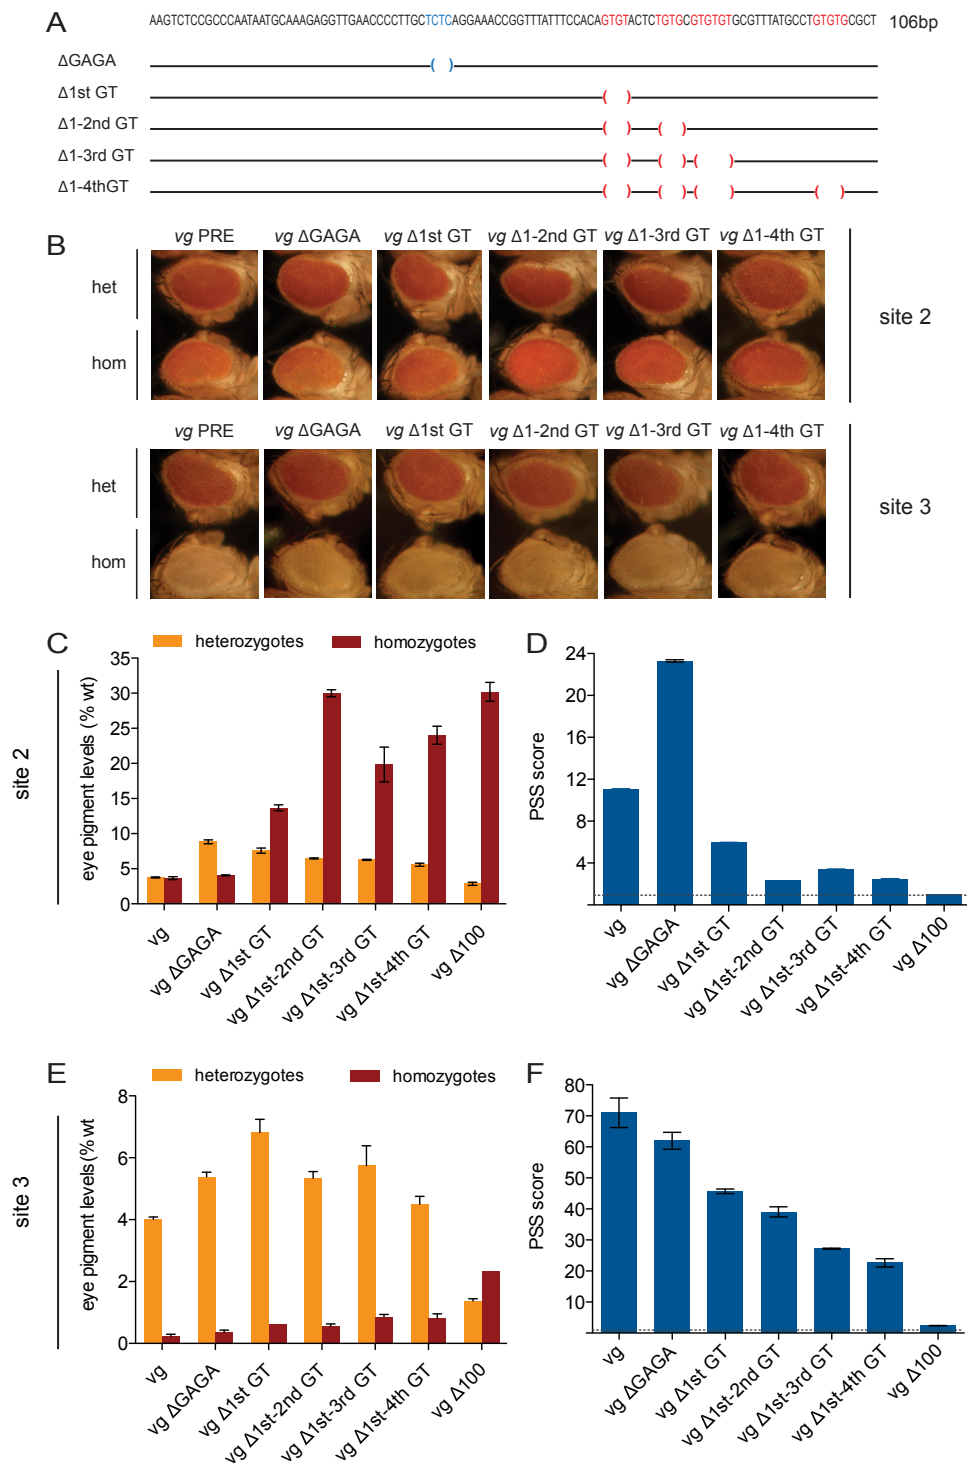 A
AAGTCTCCGCCCAATAATGCAAAGAGGTTGAACCCCTTGCTCTCAGGAAACCGGTTTATTTCCACAGTGTACTCTGTGCGTGTGTGCGTTTATGCCTGTGTGCGCT 106bp
ΔGAGA
( )
Δ1st GT
( )
Δ1-2nd GT
( ) ( )
Δ1-3rd GT
( ) ( ) ( )
Δ1-4thGT
( ) ( ) ( ) ( )
B
vg PRE vg ΔGAGA vg Δ1st GT vg Δ1-2nd GT vg Δ1-3rd GT vg Δ1-4th GT
het
hom
site 2
vg PRE vg ΔGAGA vg Δ1st GT vg Δ1-2nd GT vg Δ1-3rd GT vg Δ1-4th GT
het
hom
site 3
C
heterozygotes homozygotes
site 2
eye pigment levels (% wt)
35
30
25
20
15
10
5
0
vg
vg ΔGAGA
vg Δ1st GT
vg Δ1st-2nd GT
vg Δ1st-3rd GT
vg Δ1st-4th GT
vg Δ100
D
PSS score
24
20
16
12
8
4
vg
vg ΔGAGA
vg Δ1st GT
vg Δ1st-2nd GT
vg Δ1st-3rd GT
vg Δ1st-4th GT
vg Δ100
E
heterozygotes homozygotes
site 3
eye pigment levels (% wt
8
6
4
2
0
vg
vg ΔGAGA
vg Δ1st GT
vg Δ1st-2nd GT
vg Δ1st-3rd GT
vg Δ1st-4th GT
vg Δ100
F
PSS score
80
70
60
50
40
30
20
10
vg
vg ΔGAGA
vg Δ1st GT
vg Δ1st-2nd GT
vg Δ1st-3rd GT
vg Δ1st-4th GT
vg Δ100